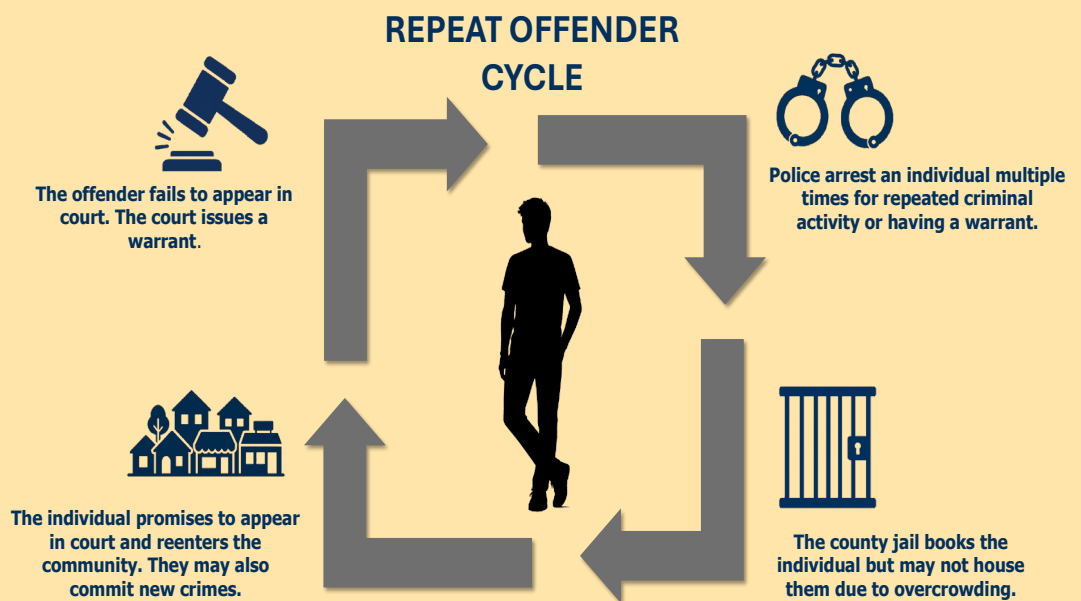 REPEAT OFFENDER
CYCLE
The offender fails to appear in
court. The court issues a
warrant.
Police arrest an individual multiple
times for repeated criminal
activity or having a warrant.
The individual promises to appear
in court and reenters the
community. They may also
commit new crimes.
The county jail books the
individual but may not house
them due to overcrowding.